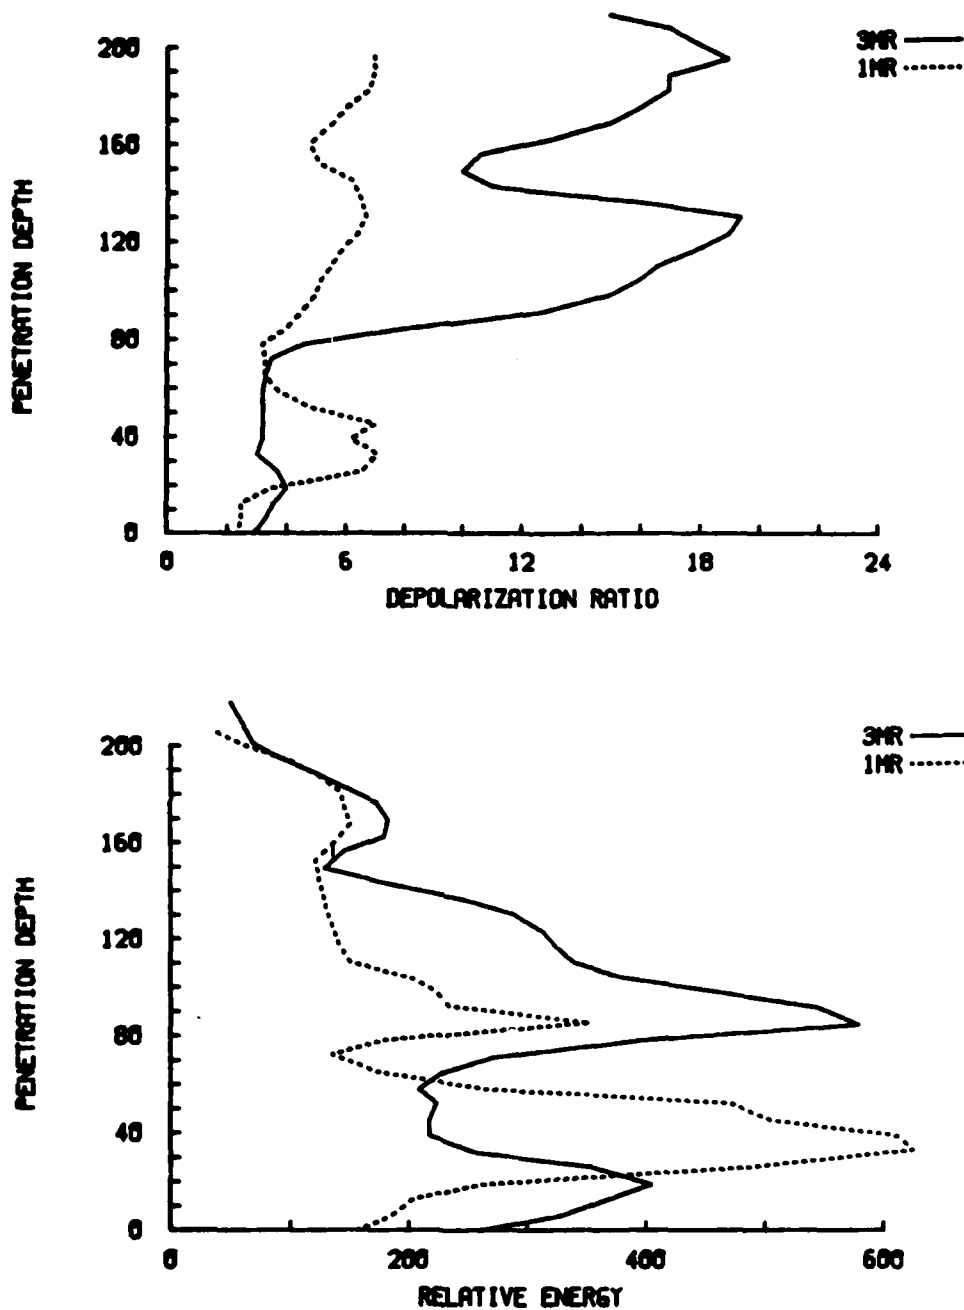 3MR
1MR
200
160
120
80
40
0
PENETRATION DEPTH
0 6 12 18 24
DEPOLARIZATION RATIO
3MR
1MR
200
160
120
80
40
0
PENETRATION DEPTH
0 200 400 600
RELATIVE ENERGY